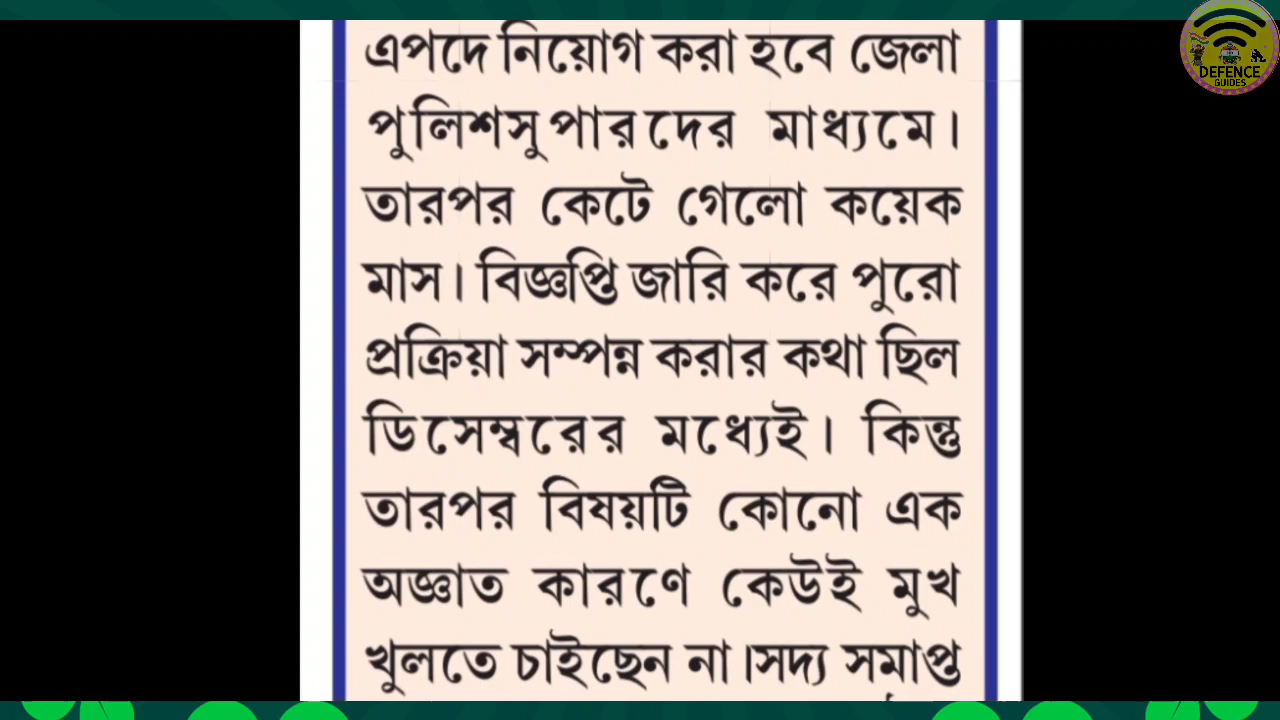 এপদে নিয়োগ করা হবে জেলা
পুলিশসুপারদের মাধ্যমে।
তারপর কেটে গেলো কয়েক
মাস। বিজ্ঞপ্তি জারি করে পুরো
প্রক্রিয়া সম্পন্ন করার কথা ছিল
ডিসেম্বরের মধ্যেই। কিন্তু
তারপর বিষয়টি কোনো এক
অজ্ঞাত কারণে কেউই মুখ
খুলতে চাইছেন না।সদ্য সমাপ্ত
DEFENCE
GUIDES